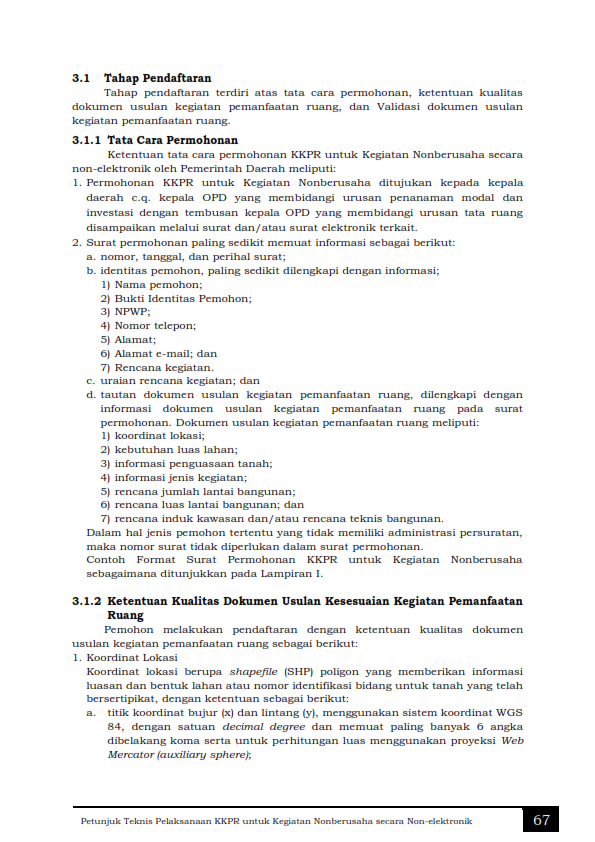 3.1 Tahap Pendaftaran
Tahap pendaftaran terdiri atas tata cara permohonan, ketentuan kualitas
dokumen usulan kegiatan pemanfaatan ruang, dan Validasi dokumen usulan
kegiatan pemanfaatan ruang.
3.1.1 Tata Cara Permohonan
Ketentuan tata cara permohonan KKPR untuk Kegiatan Nonberusaha secara
non-elektronik oleh Pemerintah Daerah meliputi:
1. Permohonan KKPR untuk Kegiatan Nonberusaha ditujukan kepada kepala
daerah c.q. kepala OPD yang membidangi urusan penanaman modal dan
investasi dengan tembusan kepala OPD yang membidangi urusan tata ruang
disampaikan melalui surat dan/atau surat elektronik terkait.
2. Surat permohonan paling sedikit memuat informasi sebagai berikut:
a. nomor, tanggal, dan perihal surat;
b. identitas pemohon, paling sedikit dilengkapi dengan informasi;
1) Nama pemohon;
2) Bukti Identitas Pemohon;
3) NPWP;
4) Nomor telepon;
5) Alamat;
6) Alamat e-mail; dan
7) Rencana kegiatan.
c. uraian rencana kegiatan; dan
d. tautan dokumen usulan kegiatan pemanfaatan ruang, dilengkapi dengan
informasi dokumen usulan kegiatan pemanfaatan ruang pada surat
permohonan. Dokumen usulan kegiatan pemanfaatan ruang meliputi:
1) koordinat lokasi;
2) kebutuhan luas lahan;
3) informasi penguasaan tanah;
4) informasi jenis kegiatan;
5) rencana jumlah lantai bangunan;
6) rencana luas lantai bangunan; dan
7) rencana induk kawasan dan/atau rencana teknis bangunan.
Dalam hal jenis pemohon tertentu yang tidak memiliki administrasi persuratan,
maka nomor surat tidak diperlukan dalam surat permohonan.
Contoh Format Surat Permohonan KKPR untuk Kegiatan Nonberusaha
sebagaimana ditunjukkan pada Lampiran I.
3.1.2 Ketentuan Kualitas Dokumen Usulan Kesesuaian Kegiatan Pemanfaatan
Ruang
Pemohon melakukan pendaftaran dengan ketentuan kualitas dokumen
usulan kegiatan pemanfaatan ruang sebagai berikut:
1. Koordinat Lokasi
Koordinat lokasi berupa shapefile (SHP) poligon yang memberikan informasi
luasan dan bentuk lahan atau nomor identifikasi bidang untuk tanah yang telah
bersertipikat, dengan ketentuan sebagai berikut:
a. titik koordinat bujur (x) dan lintang (y), menggunakan sistem koordinat WGS
84, dengan satuan decimal degree dan memuat paling banyak 6 angka
dibelakang koma serta untuk perhitungan luas menggunakan proyeksi Web
Mercator (auxiliary sphere);
Petunjuk Teknis Pelaksanaan KKPR untuk Kegiatan Nonberusaha secara Non-elektronik 67